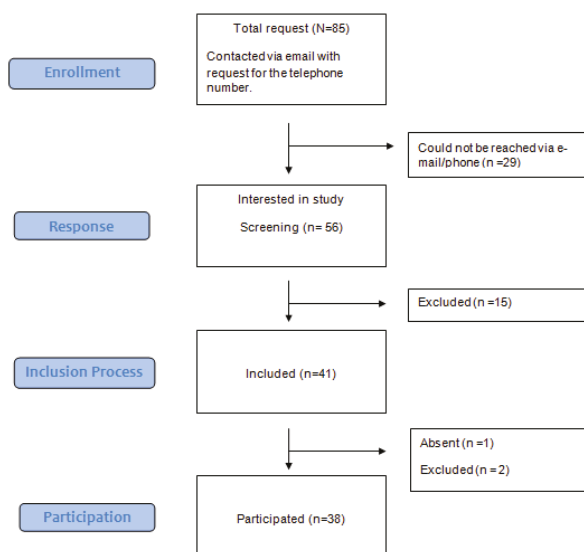 Total request (N=85)
Contacted via email with
request for the telephone
number.
Enrollment
Could not be reached via e-
mail/phone (n =29)
Interested in study
Screening (n= 56)
Response
Excluded (n =15)
Inclusion Process
Included (n=41)
Absent (n =1)
Excluded (n = 2)
Participated (n=38)
Participation